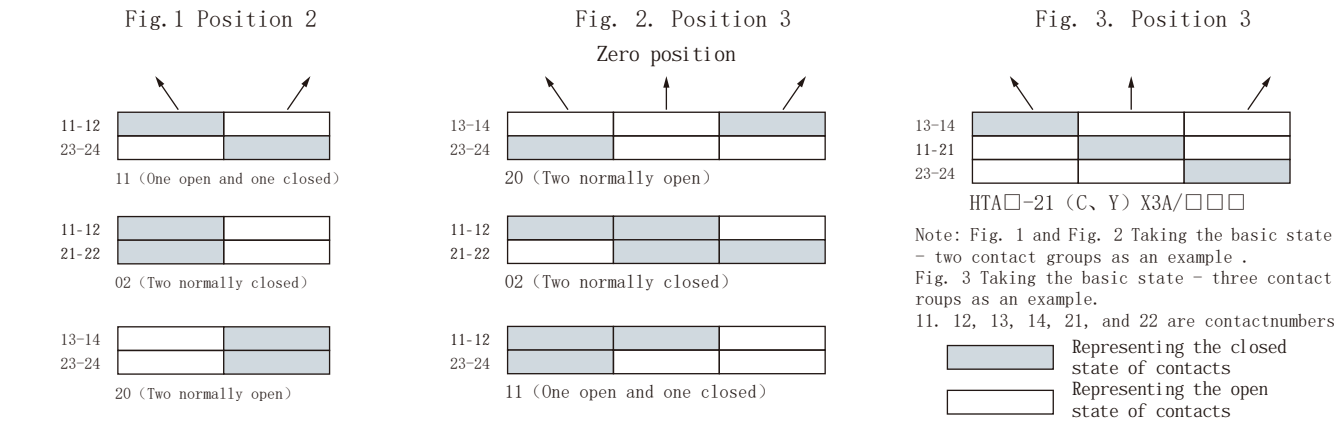 Fig.1 Position 2
11-12
23-24
11（One open and one closed）
11-12
21-22
02（Two normally closed）
13-14
23-24
20（Two normally open）
Fig. 2. Position 3
Zero position
13-14
23-24
20（Two normally open）
11-12
21-22
02（Two normally closed）
11-12
23-24
11（One open and one closed）
Fig. 3. Position 3
13-14
11-21
23-24
HTA□-21（C、Y）X3A/□□□
Note: Fig. 1 and Fig. 2 Taking the basic state
- two contact groups as an example .
Fig. 3 Taking the basic state - three contact
roups as an example.
11. 12, 13, 14, 21, and 22 are contactnumbers
Representing the closed
state of contacts
Representing the open
state of contacts